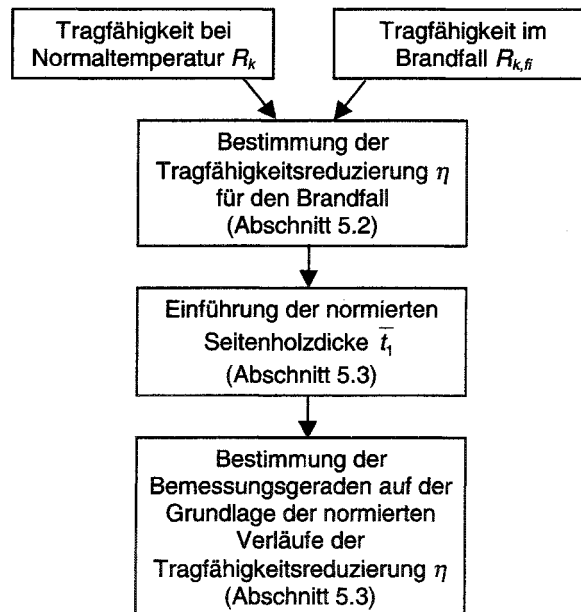 Tragfähigkeit bei
Normaltemperatur Rk
Tragfähigkeit im
Brandfall Rk,fi
Bestimmung der
Tragfähigkeitsreduzierung η
für den Brandfall
(Abschnitt 5.2)
Einführung der normierten
Seitenholzdicke t̅1
(Abschnitt 5.3)
Bestimmung der
Bemessungsgeraden auf der
Grundlage der normierten
Verläufe der
Tragfähigkeitsreduzierung η
(Abschnitt 5.3)